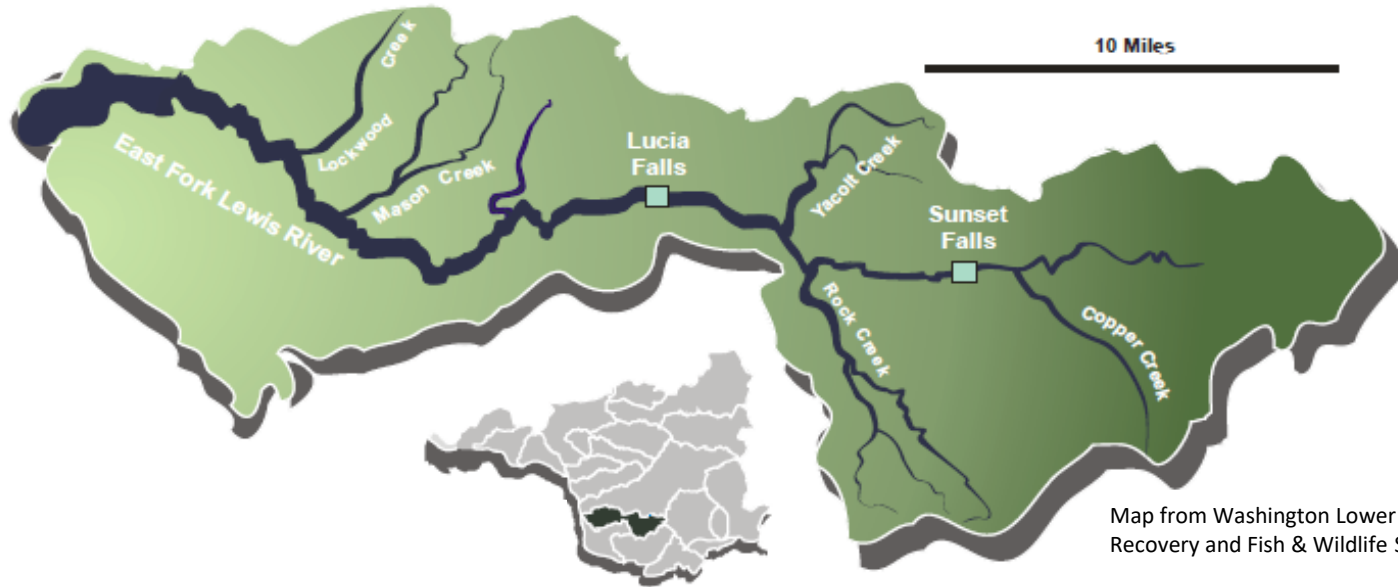 10 Miles
Lockwood Creek
Mason Creek
East Fork Lewis River
Lucia
Falls
Yacolt Creek
Sunset
Falls
Rock Creek
Copper Creek
Map from Washington Lower
Recovery and Fish & Wildlife